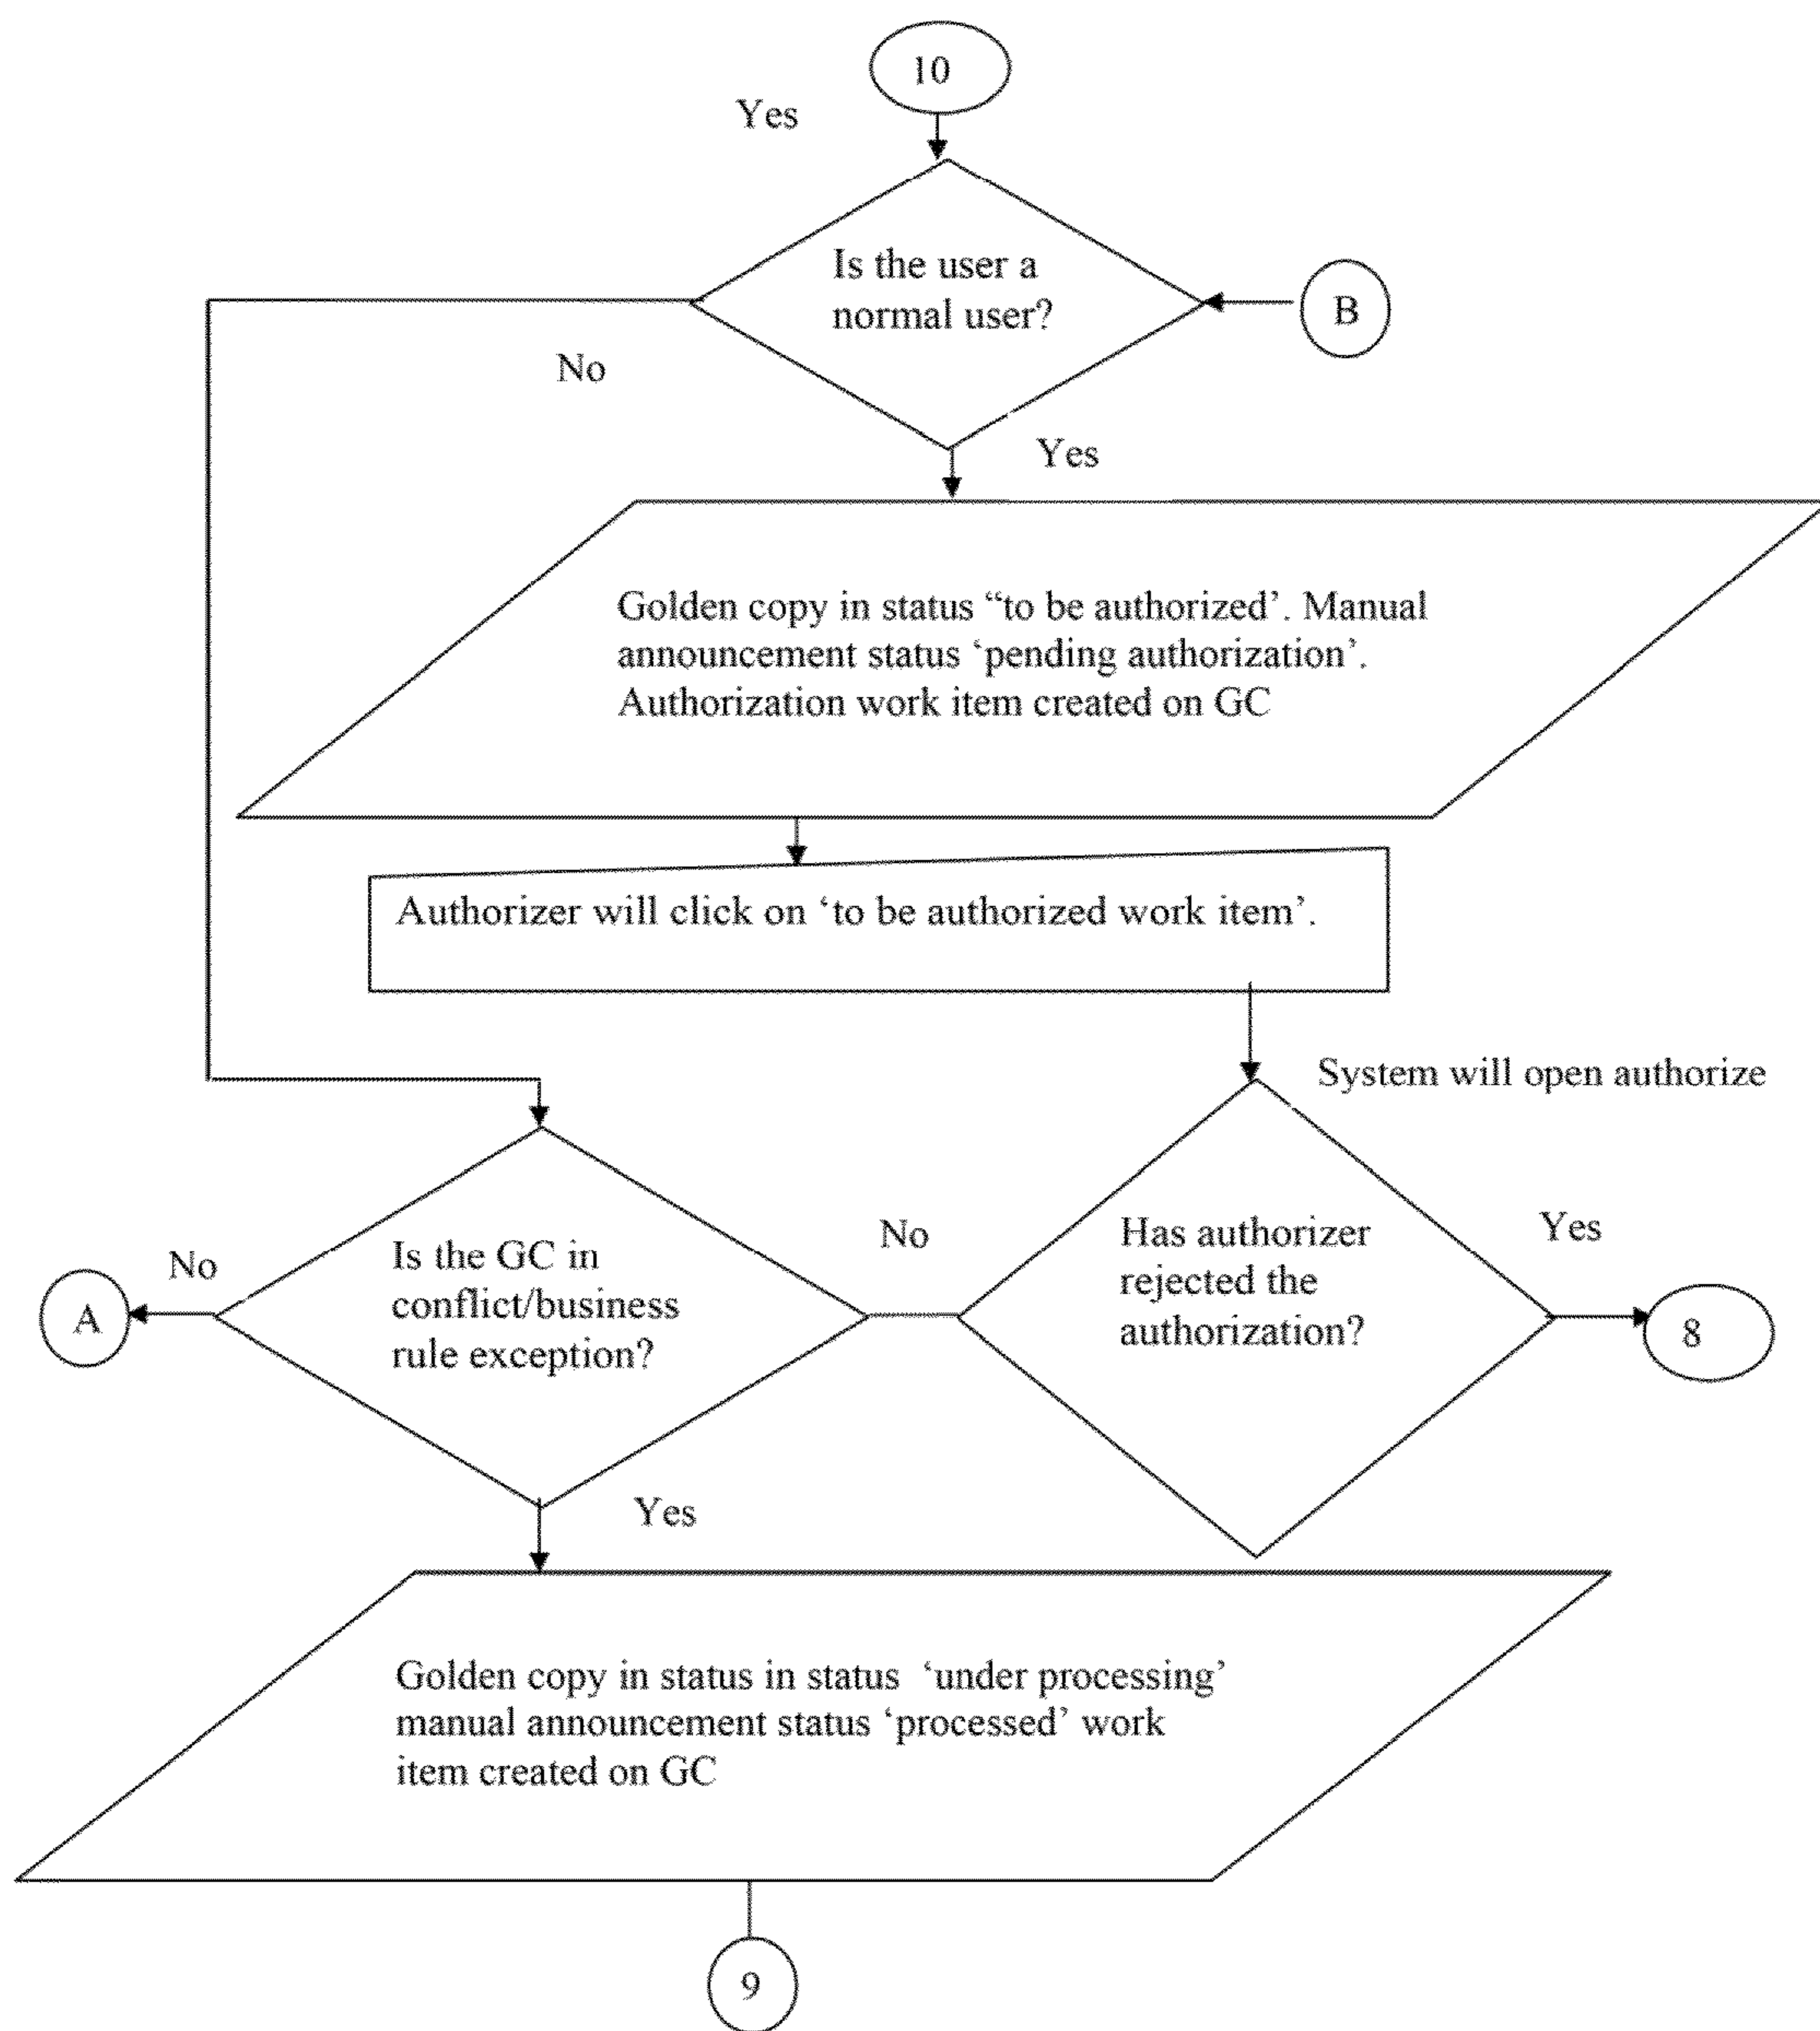 10
Yes
Is the user a
normal user?
B
No
Yes
Golden copy in status “to be authorized’. Manual
announcement status ‘pending authorization’.
Authorization work item created on GC
Authorizer will click on ‘to be authorized work item’.
System will open authorize
No
A
Is the GC in
conflict/business
rule exception?
No
Has authorizer
rejected the
authorization?
Yes
8
Yes
Golden copy in status in status ‘under processing’
manual announcement status ‘processed’ work
item created on GC
9